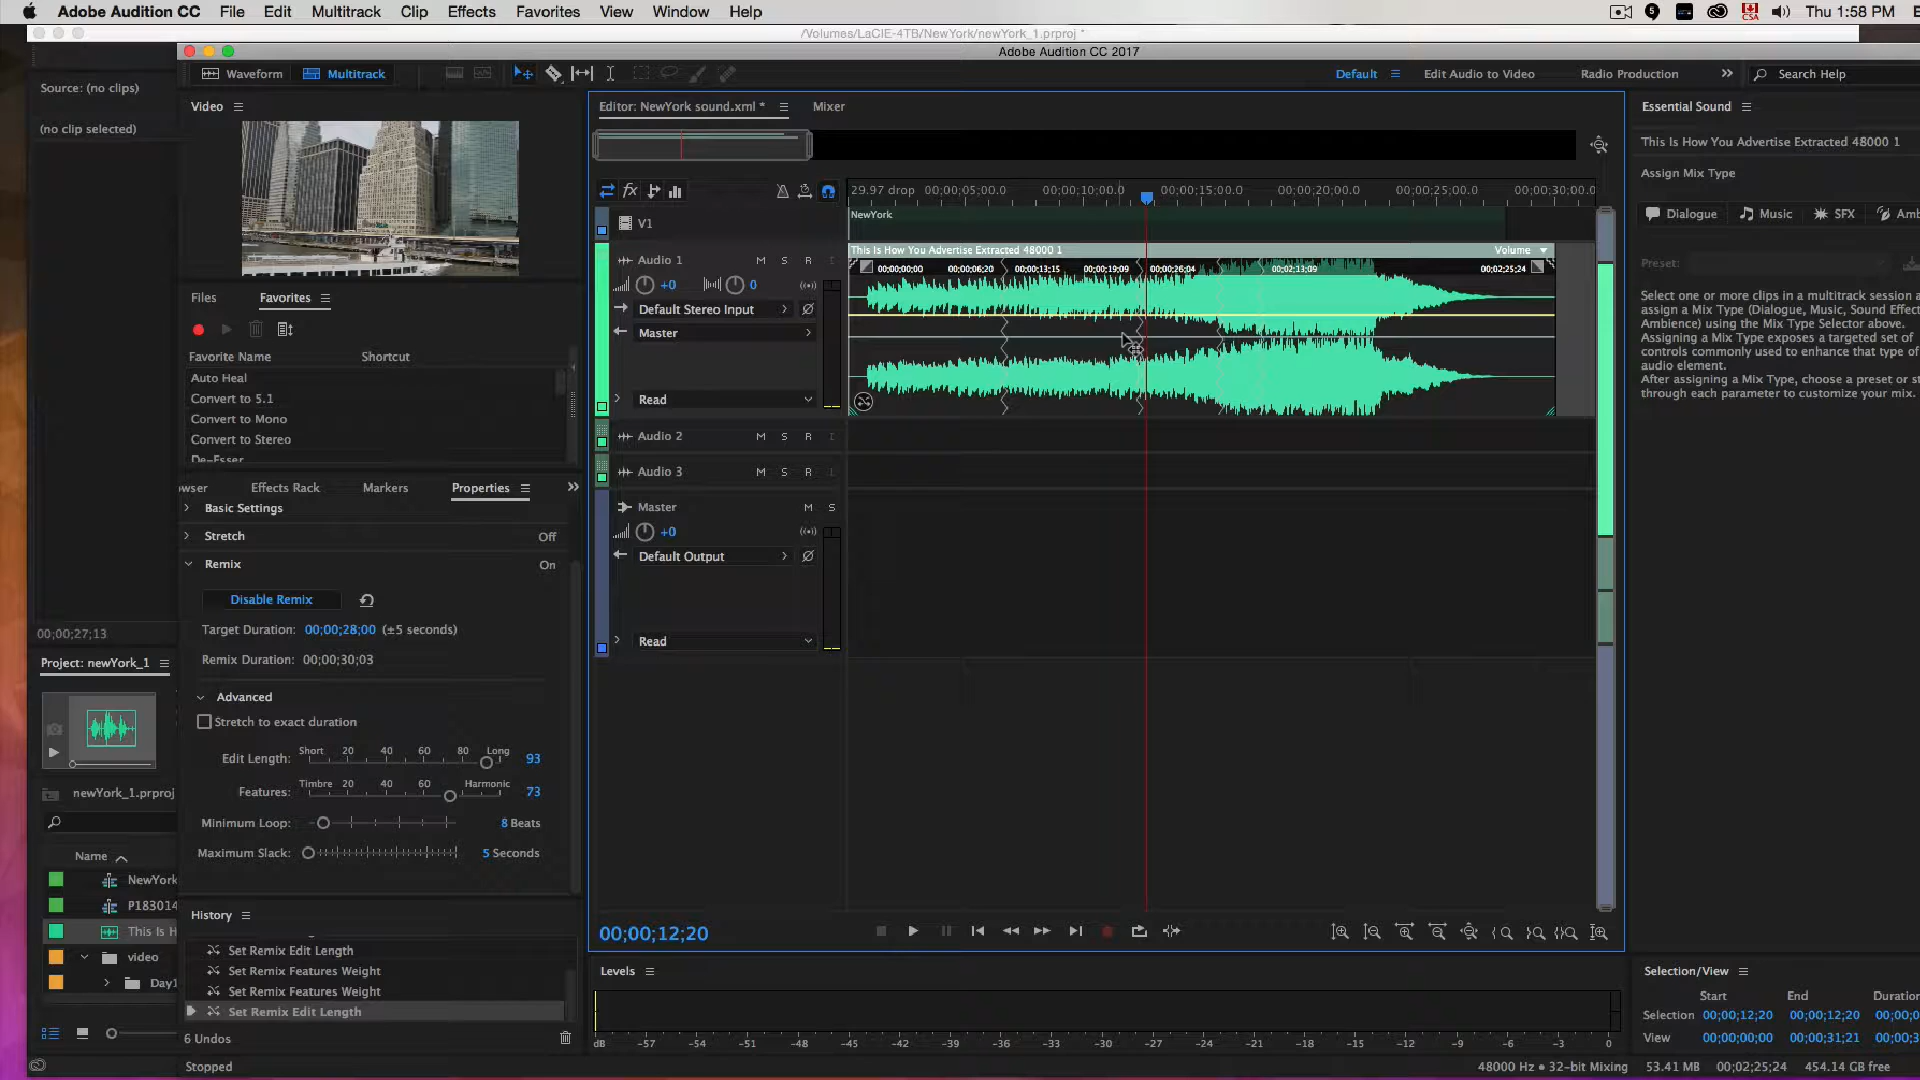 Adobe Audition CC File Edit Multitrack Clip Effects Favorites View Window Help
5 CSA Thu 1:58 PM
/Volumes/LaCIE-4TB/NewYork/newYork_1.prproj *
Adobe Audition CC 2017
Waveform Multitrack
Default Edit Audio to Video Radio Production Search Help
Source: (no clips)
(no clip selected)
Video
Editor: NewYork sound.xml * Mixer
Essential Sound
This Is How You Advertise Extracted 48000 1
Assign Mix Type
Dialogue Music SFX Amb
Preset:
Select one or more clips in a multitrack session a
assign a Mix Type (Dialogue, Music, Sound Effec
Ambience) using the Mix Type Selector above.
Assigning a Mix Type exposes a targeted set of
controls commonly used to enhance that type of
audio element.
After assigning a Mix Type, choose a preset or st
through each parameter to customize your mix.
fx
29.97 drop 00;00;05;00.0 00;00;10;00.0 00;00;15;00.0 00;00;20;00.0 00;00;25;00.0 00;00;30;00.0
V1
NewYork
This Is How You Advertise Extracted 48000 1 Volume
00;00;00;00 00;00;06;20 00;00;13;15 00;00;19;09 00;00;26;04 00;02;13;09 00;02;25;24
Audio 1 M S R I
+0 0
Default Stereo Input
Master
Read
Audio 2 M S R I
Audio 3 M S R I
Master M S
+0
Default Output
Read
Files Favorites
Favorite Name Shortcut
Auto Heal
Convert to 5.1
Convert to Mono
Convert to Stereo
De-Esser
owser Effects Rack Markers Properties
Basic Settings
Stretch Off
Remix On
Disable Remix
Target Duration: 00;00;28;00 (±5 seconds)
Remix Duration: 00;00;30;03
Advanced
Stretch to exact duration
Short 20 40 60 80 Long
Edit Length: 93
Timbre 20 40 60 Harmonic
Features: 73
Minimum Loop: 8 Beats
Maximum Slack: 5 Seconds
History
Set Remix Edit Length
Set Remix Features Weight
Set Remix Features Weight
Set Remix Edit Length
6 Undos
Stopped
00;00;27;13
Project: newYork_1
newYork_1.prproj
Name
NewYork
P183014
This Is H
video
Day1
00;00;12;20
Levels
dB -57 -54 -51 -48 -45 -42 -39 -36 -33 -30 -27 -24 -21 -18 -15 -12 -9 -6 -3 0
Selection/View
Start End Duration
Selection 00;00;12;20 00;00;12;20 00;00;0
View 00;00;00;00 00;00;31;21 00;00;3
48000 Hz • 32-bit Mixing 53.41 MB 00;02;25;24 454.14 GB free